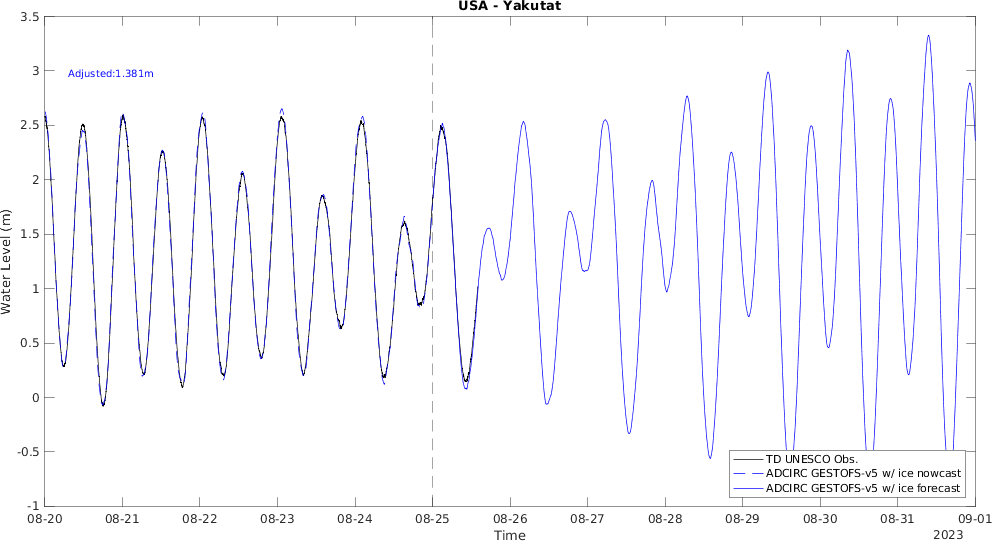 USA - Yakutat
3.5
3
2.5
2
1.5
1
0.5
0
-0.5
-1
Water Level (m)
Adjusted:1.381m
TD UNESCO Obs.
ADCIRC GESTOFS-v5 w/ ice nowcast
ADCIRC GESTOFS-v5 w/ ice forecast
08-20 08-21 08-22 08-23 08-24 08-25 08-26 08-27 08-28 08-29 08-30 08-31 09-01
Time
2023